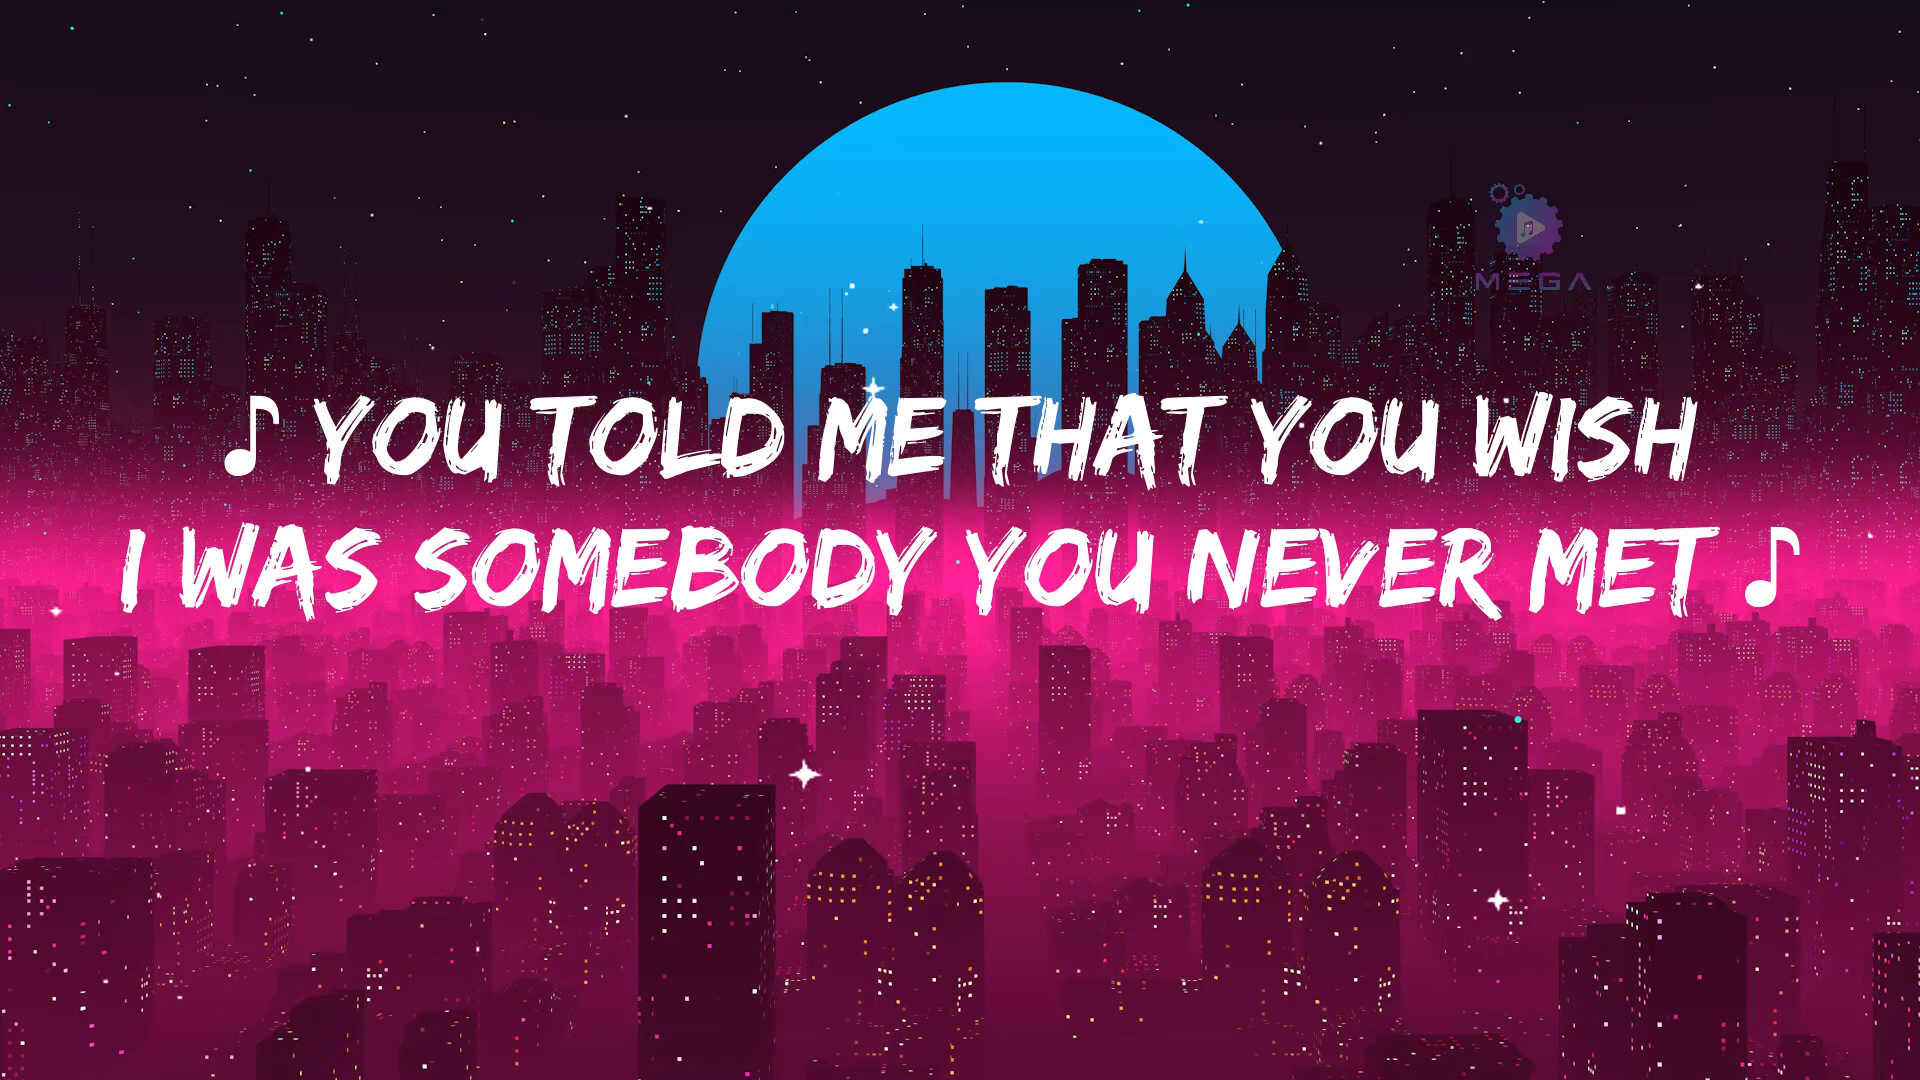 MEGA
♪ YOU TOLD ME THAT YOU WISH
I WAS SOMEBODY YOU NEVER MET ♪